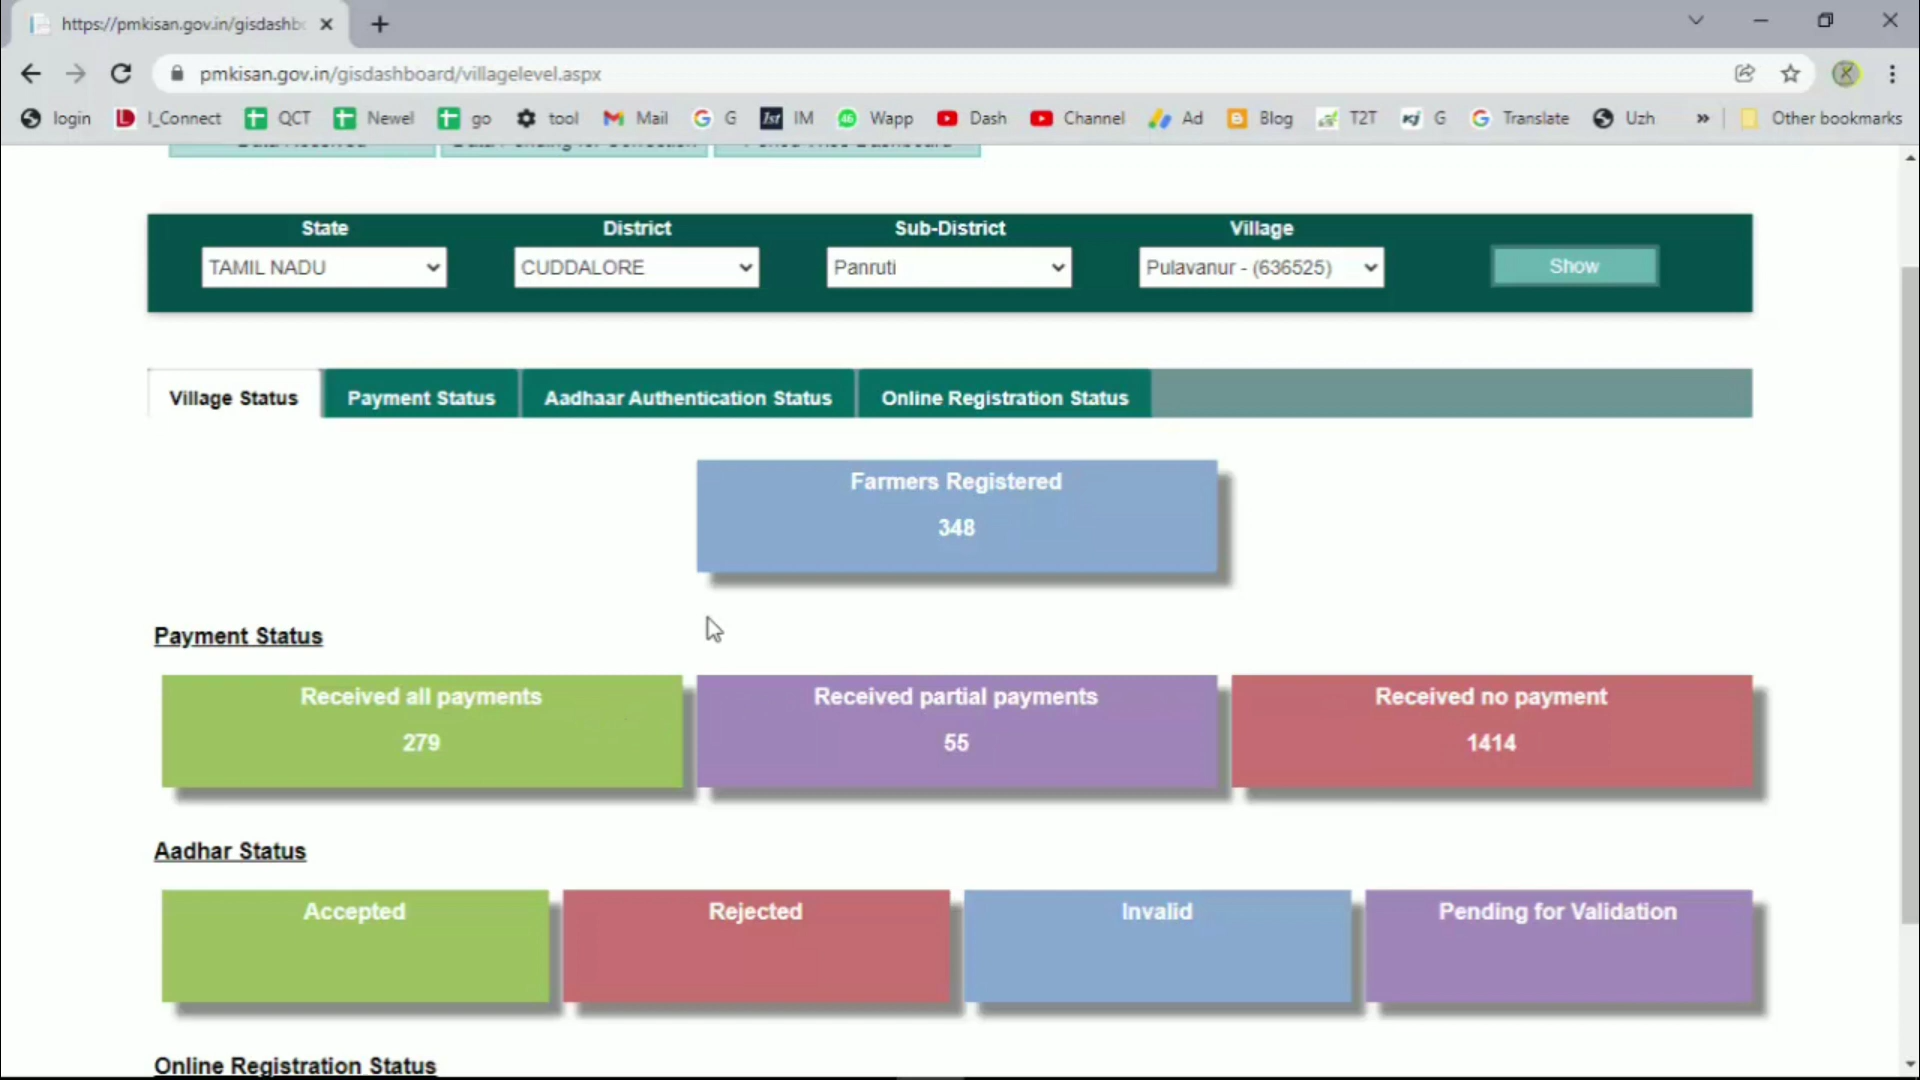 https://pmkisan.gov.in/gisdashbo
pmkisan.gov.in/gisdashboard/villagelevel.aspx
login I_Connect QCT Newel go tool Mail G IM Wapp Dash Channel Ad Blog T2T G Translate Uzh » Other bookmarks
State District Sub-District Village
TAMIL NADU CUDDALORE Panruti Pulavanur - (636525) Show
Village Status Payment Status Aadhaar Authentication Status Online Registration Status
Farmers Registered
348
Payment Status
Received all payments Received partial payments Received no payment
279 55 1414
Aadhar Status
Accepted Rejected Invalid Pending for Validation
Online Registration Status